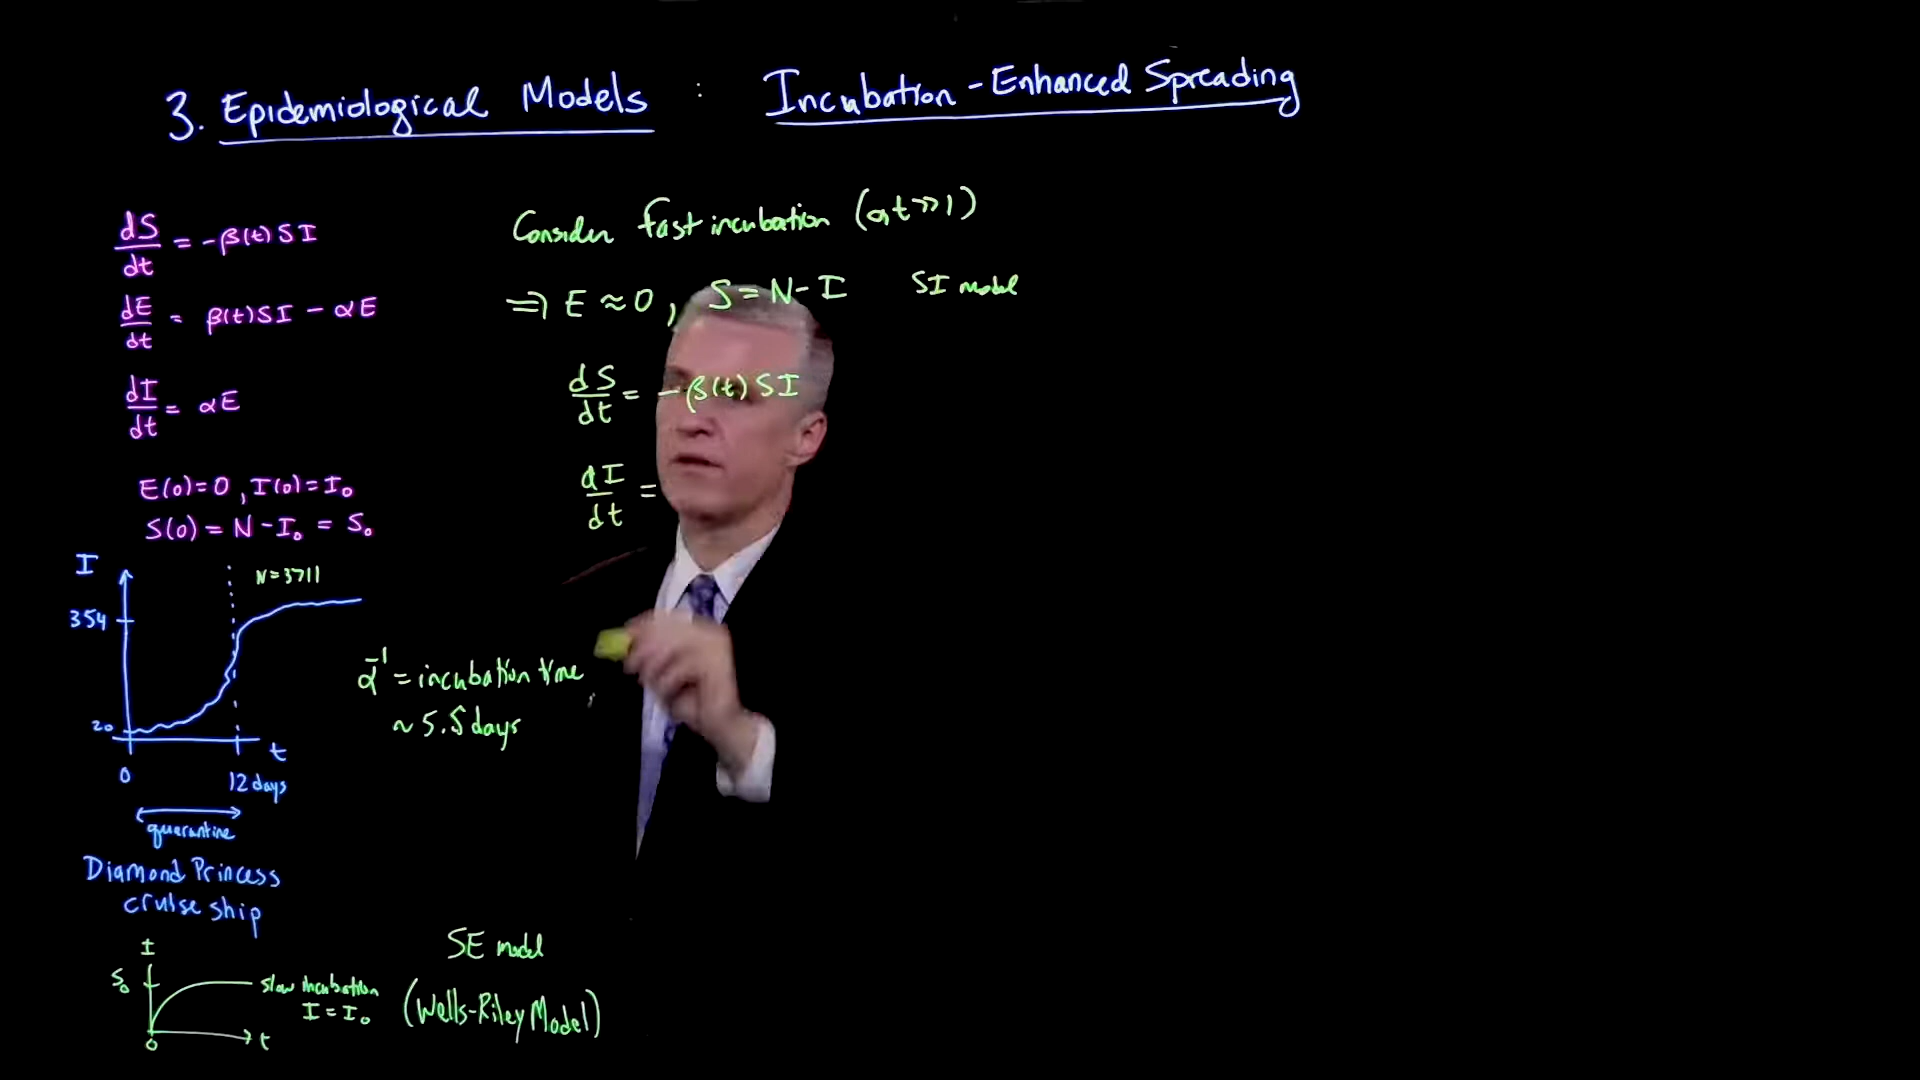 3. Epidemiological Models : Incubation-Enhanced Spreading
dS/dt = -β(t) S I
dE/dt = β(t) S I - α E
dI/dt = α E
E(0)=0, I(0)=I₀
S(0) = N - I₀ = S₀
Consider fast incubation (αt >> 1)
⇒ E ≈ 0, S = N - I SI model
dS/dt = -β(t) S I
dI/dt =
I
N=3711
354
20
t
0
12 days
quarantine
Diamond Princess
cruise ship
α⁻¹ = incubation time
~ 5.5 days
I
S₀
slow incubation
I = I₀
0
t
SE model
(Wells-Riley Model)